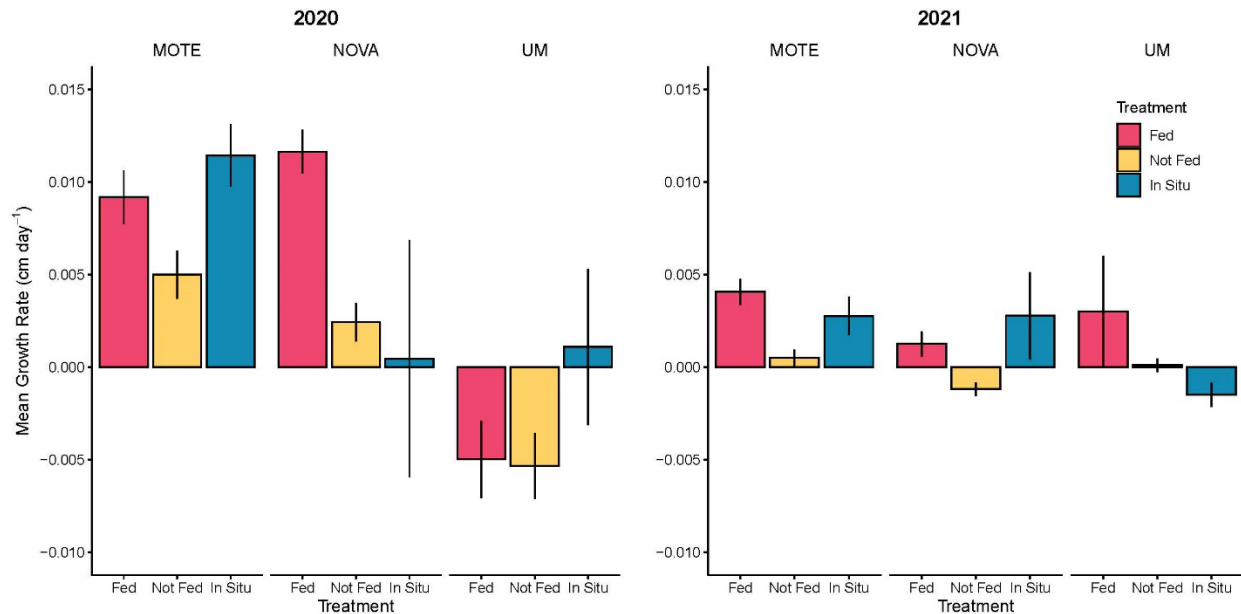 2020
2021
MOTE NOVA UM
MOTE NOVA UM
Mean Growth Rate (cm day⁻¹)
0.015
0.010
0.005
0.000
−0.005
−0.010
Fed Not Fed In Situ Fed Not Fed In Situ Fed Not Fed In Situ
Treatment
0.015
0.010
0.005
0.000
−0.005
−0.010
Treatment
Fed
Not Fed
In Situ
Fed Not Fed In Situ Fed Not Fed In Situ Fed Not Fed In Situ
Treatment